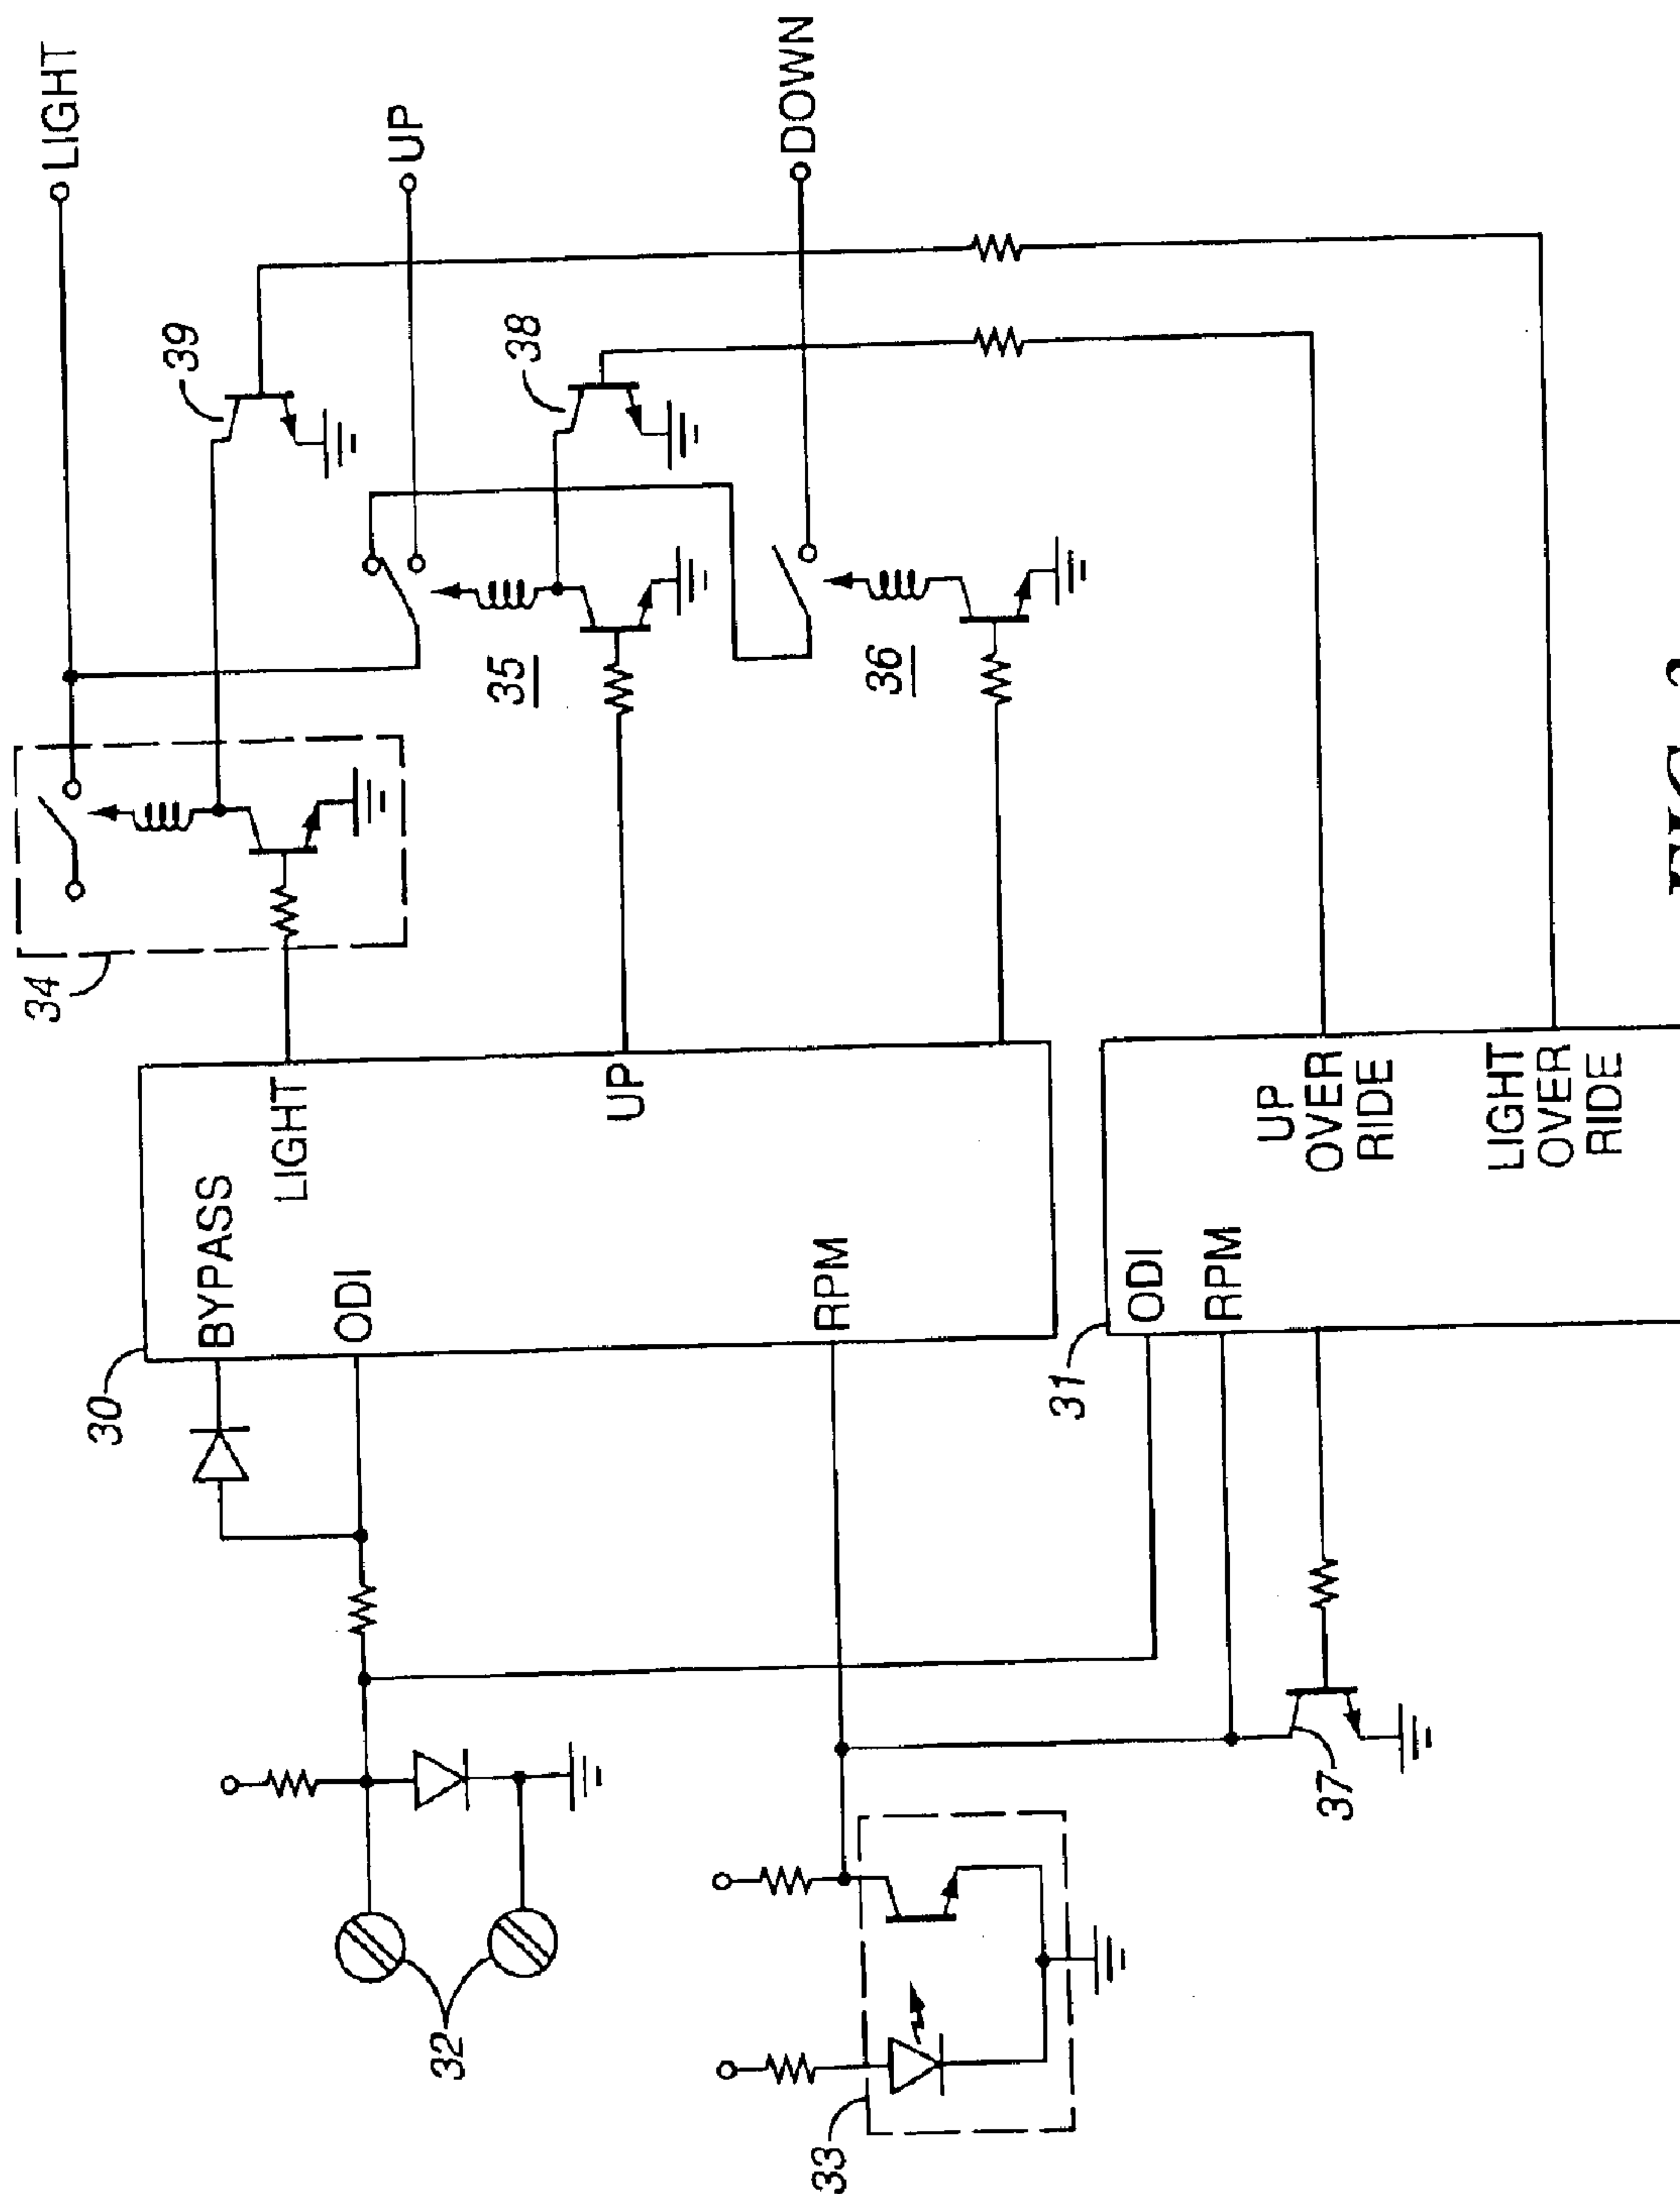 LIGHT
UP
DOWN
39
38
34
35
36
30
BYPASS
LIGHT
ODI
UP
RPM
31
ODI
RPM
UP
OVER
RIDE
LIGHT
OVER
RIDE
32
33
37